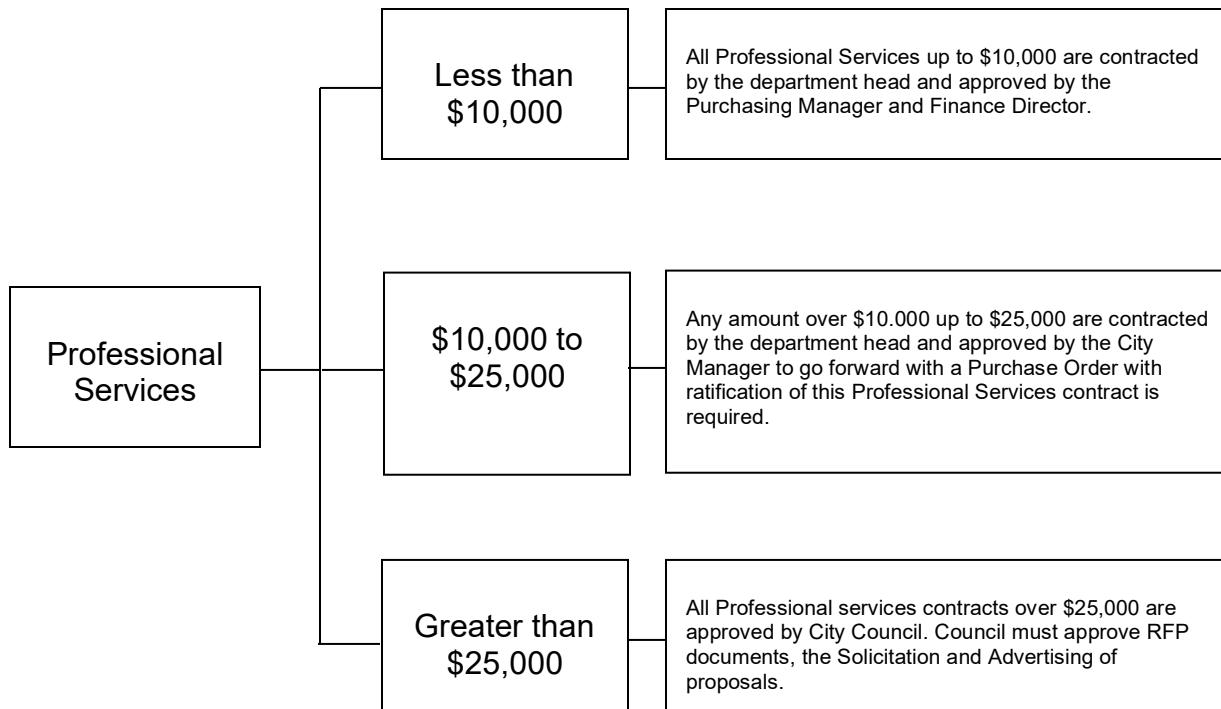 Professional
Services
Less than
$10,000
All Professional Services up to $10,000 are contracted
by the department head and approved by the
Purchasing Manager and Finance Director.
$10,000 to
$25,000
Any amount over $10.000 up to $25,000 are contracted
by the department head and approved by the City
Manager to go forward with a Purchase Order with
ratification of this Professional Services contract is
required.
Greater than
$25,000
All Professional services contracts over $25,000 are
approved by City Council. Council must approve RFP
documents, the Solicitation and Advertising of
proposals.